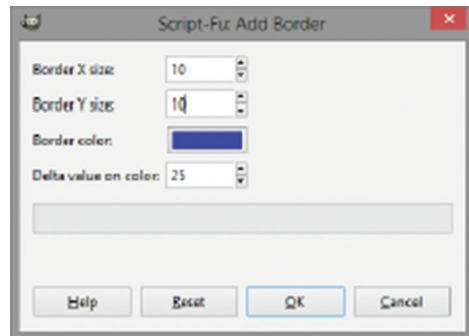 Script-Fu: Add Border
Border X size: 10
Border Y size: 10
Border color:
Delta value on color: 25
Help Reset OK Cancel